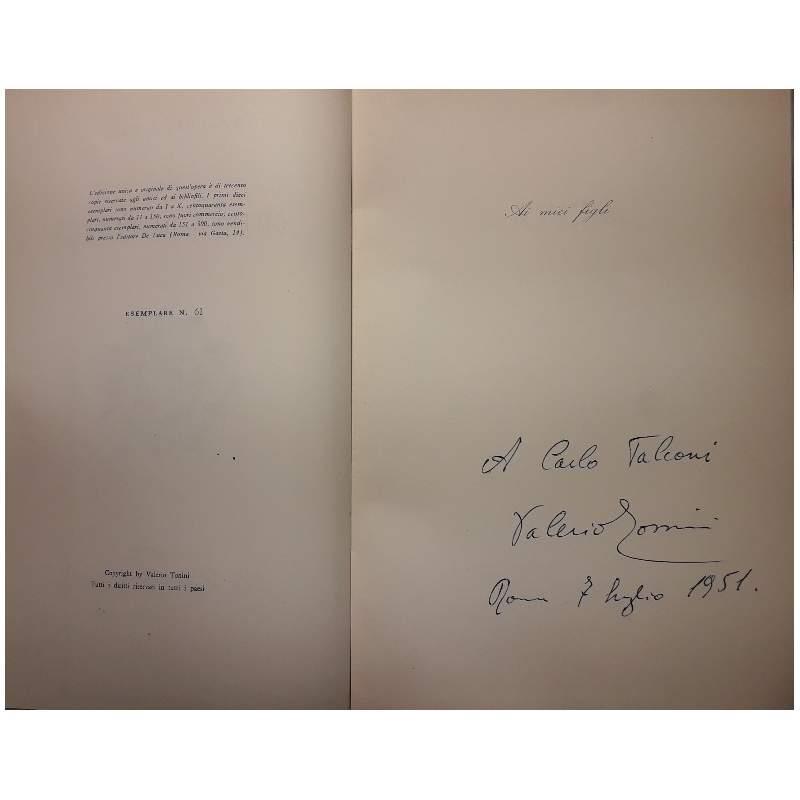 L'edizione unica e originale di quest'opera è di trecento
copie riservate agli amici ed ai bibliofili. I primi dieci
esemplari sono numerati da I a X, centoquaranta esem-
plari, numerati da 11 a 150, sono fuori commercio; cento-
cinquanta esemplari, numerati da 151 a 300, sono vendi-
bili presso l'editore De Luca (Roma - via Gaeta, 14).
ESEMPLARE N. 61
Copyright by Valerio Tonini
Tutti i diritti riservati in tutti i paesi
Ai miei figli
A Carlo Falconi
Valerio Tonini
Roma 7 luglio 1951.